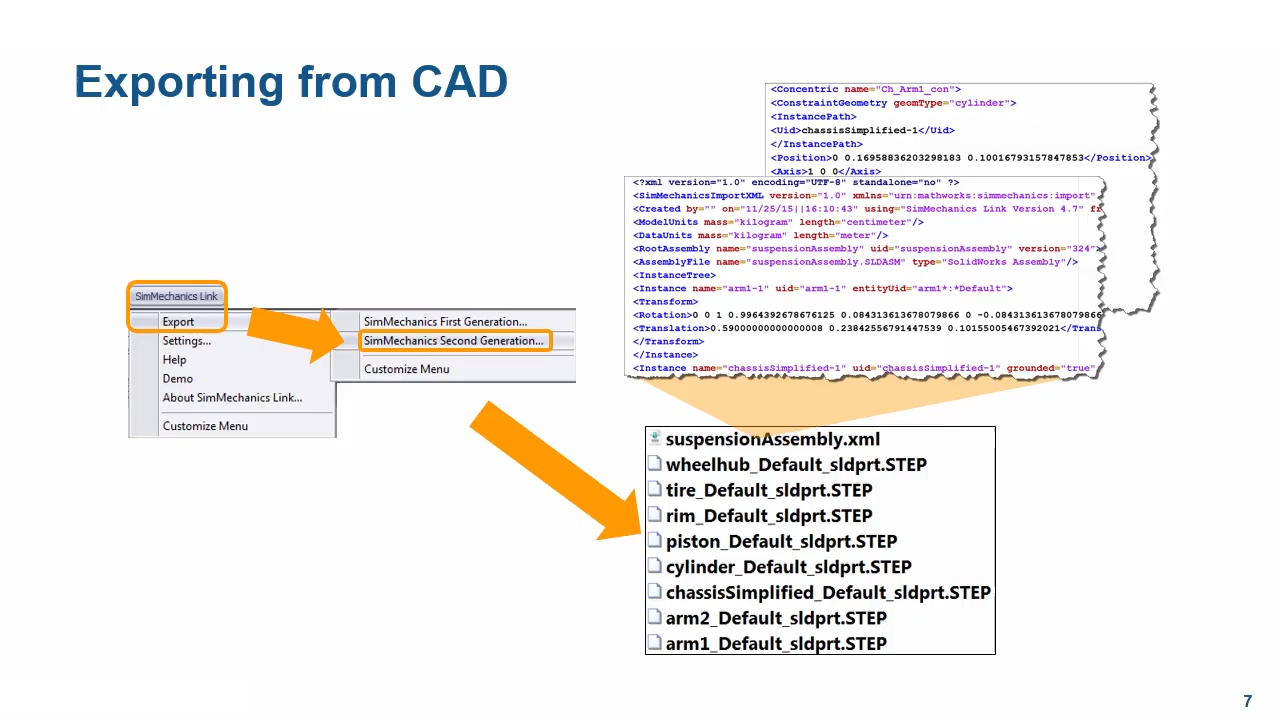 Exporting from CAD
<Concentric name="Ch_Arm1_con">
<ConstraintGeometry geomType="cylinder">
<InstancePath>
<Uid>chassisSimplified-1</Uid>
</InstancePath>
<Position>0 0.16958836203298183 0.10016793157847853</Position>
<Axis>1 0 0</Axis>
<?xml version="1.0" encoding="UTF-8" standalone="no" ?>
<SimMechanicsImportXML version="1.0" xmlns="urn:mathworks:simmechanics:import"
<Created by="" on="11/25/15||16:10:43" using="SimMechanics Link Version 4.7" fr
<ModelUnits mass="kilogram" length="centimeter"/>
<DataUnits mass="kilogram" length="meter"/>
<RootAssembly name="suspensionAssembly" uid="suspensionAssembly" version="324">
<AssemblyFile name="suspensionAssembly.SLDASM" type="SolidWorks Assembly"/>
<InstanceTree>
<Instance name="arm1-1" uid="arm1-1" entityUid="arm1*:*Default">
<Transform>
<Rotation>0 0 1 0.9964392678676125 0.084313613678079866 0 -0.084313613678079866
<Translation>0.59000000000000008 0.23842556791447539 0.10155005467392021</Trans
</Transform>
</Instance>
<Instance name="chassisSimplified-1" uid="chassisSimplified-1" grounded="true"
SimMechanics Link
Export
Settings...
Help
Demo
About SimMechanics Link...
Customize Menu
SimMechanics First Generation...
SimMechanics Second Generation...
Customize Menu
suspensionAssembly.xml
wheelhub_Default_sldprt.STEP
tire_Default_sldprt.STEP
rim_Default_sldprt.STEP
piston_Default_sldprt.STEP
cylinder_Default_sldprt.STEP
chassisSimplified_Default_sldprt.STEP
arm2_Default_sldprt.STEP
arm1_Default_sldprt.STEP
7